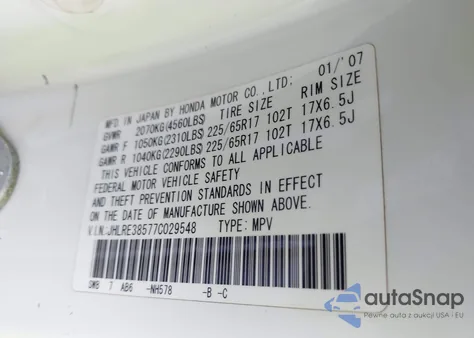 MFD. IN JAPAN BY HONDA MOTOR CO., LTD: 01/'07
GVWR 2070KG(4560LBS) TIRE SIZE RIM SIZE
GAWR F 1050KG(2310LBS) 225/65R17 102T 17X6.5J
GAWR R 1040KG(2290LBS) 225/65R17 102T 17X6.5J
THIS VEHICLE CONFORMS TO ALL APPLICABLE
FEDERAL MOTOR VEHICLE SAFETY
AND THEFT PREVENTION STANDARDS IN EFFECT
ON THE DATE OF MANUFACTURE SHOWN ABOVE.
V.I.N:JHLRE38577C029548 TYPE: MPV
SWB 7 AB6 -NH578 -B -C
autoSnap
Pewne auta z aukcji USA i EU